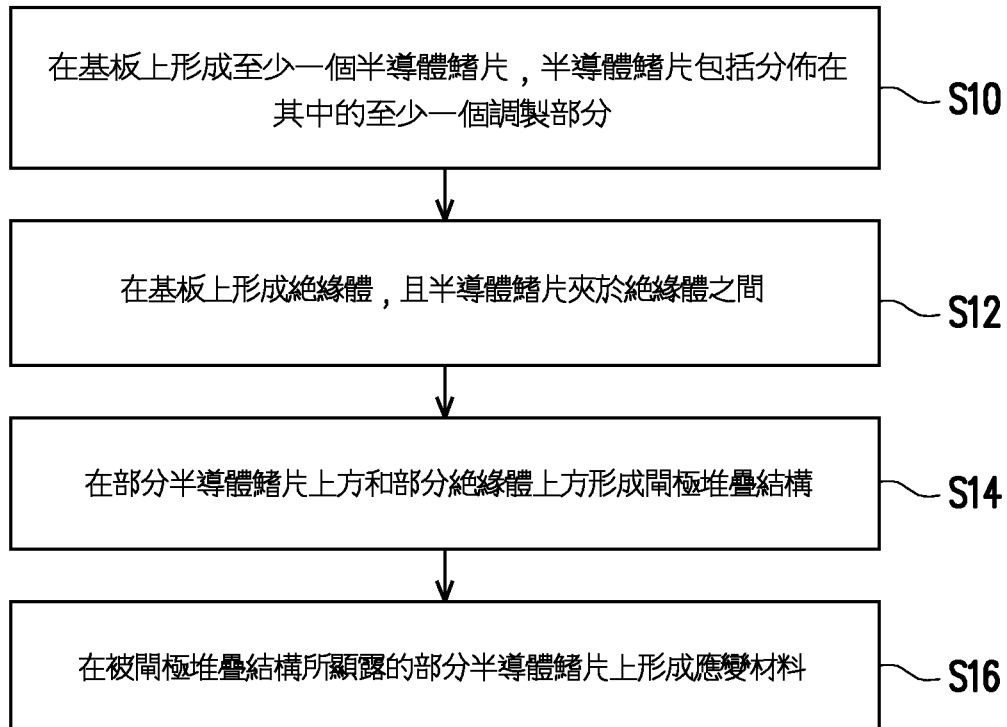 在基板上形成至少一個半導體鰭片，半導體鰭片包括分佈在
其中的至少一個調製部分
S10
在基板上形成絕緣體，且半導體鰭片夾於絕緣體之間
S12
在部分半導體鰭片上方和部分絕緣體上方形成閘極堆疊結構
S14
在被閘極堆疊結構所顯露的部分半導體鰭片上形成應變材料
S16